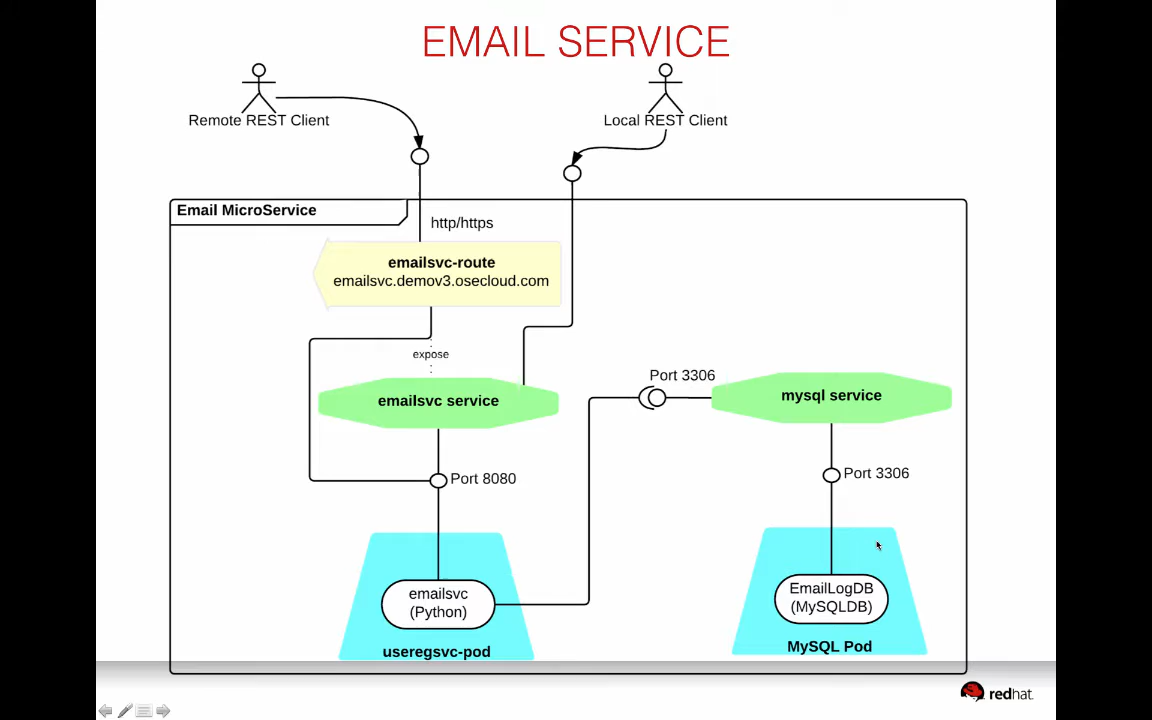 EMAIL SERVICE
Remote REST Client
Local REST Client
Email MicroService
http/https
emailsvc-route
emailsvc.demov3.osecloud.com
expose
Port 3306
emailsvc service
mysql service
Port 8080
Port 3306
emailsvc
(Python)
EmailLogDB
(MySQLDB)
useregsvc-pod
MySQL Pod
redhat.